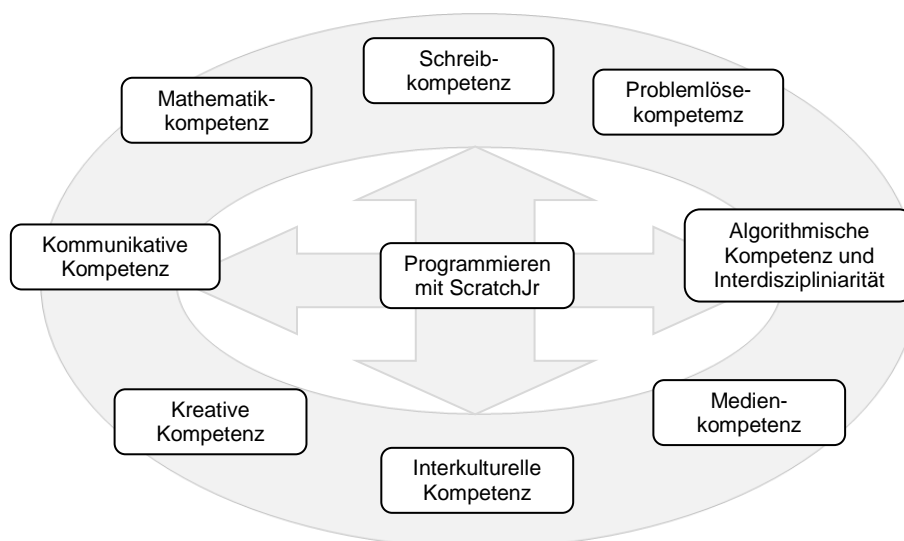 Schreib-
kompetenz
Mathematik-
kompetenz
Problemlöse-
kompetemz
Kommunikative
Kompetenz
Programmieren
mit ScratchJr
Algorithmische
Kompetenz und
Interdiszipliniarität
Kreative
Kompetenz
Medien-
kompetenz
Interkulturelle
Kompetenz